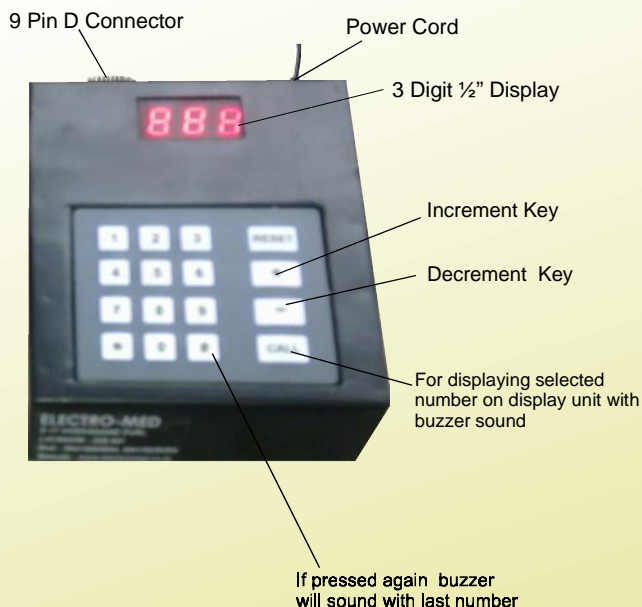 9 Pin D Connector
Power Cord
3 Digit ½” Display
888
Increment Key
1 2 3 RESET
4 5 6 +
Decrement Key
7 8 9 -
* 0 # CALL
For displaying selected
number on display unit with
buzzer sound
ELECTRO-MED
If pressed again buzzer
will sound with last number